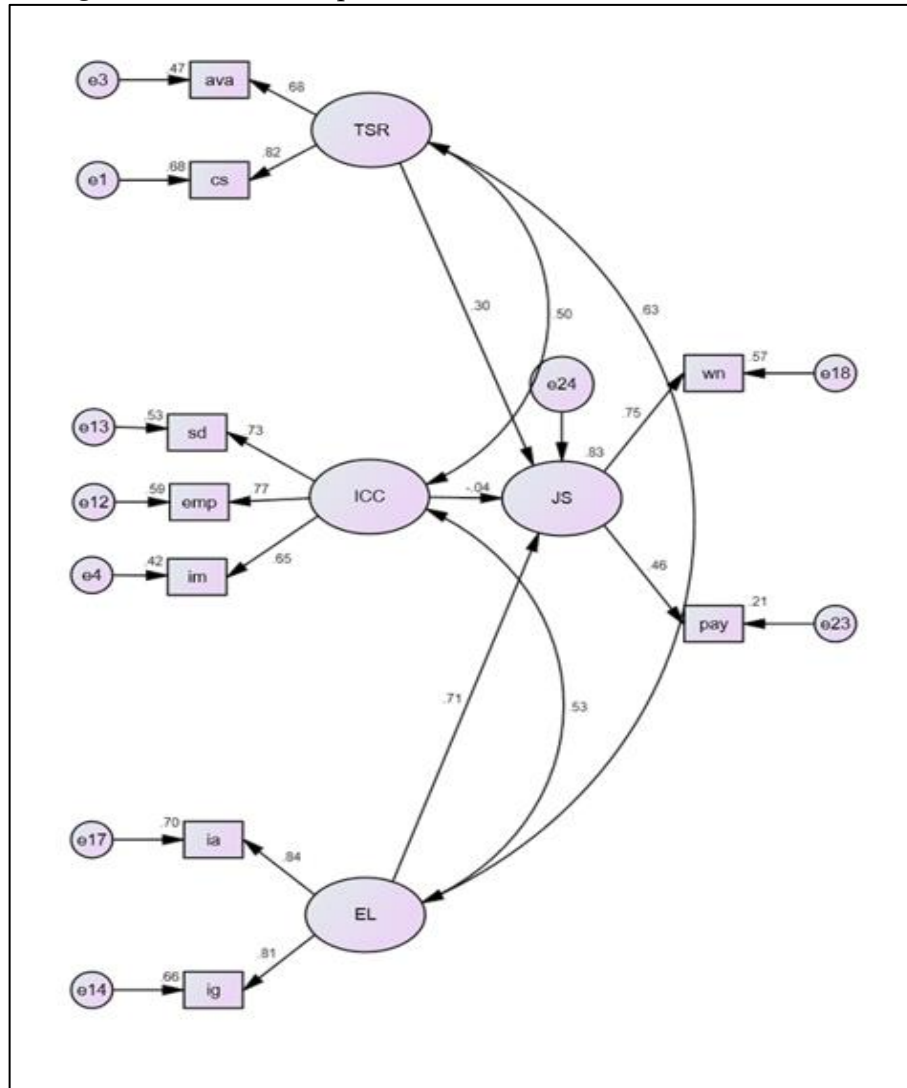 e3
.47
ava
.68
TSR
e1
.68
cs
.82
.30
.50
.63
e24
wn
.57
e18
.75
.83
e13
.53
sd
.73
ICC
-.04
JS
e12
.59
emp
.77
e4
.42
im
.65
.46
pay
.21
e23
.71
.53
e17
.70
ia
.84
EL
e14
.66
ig
.81